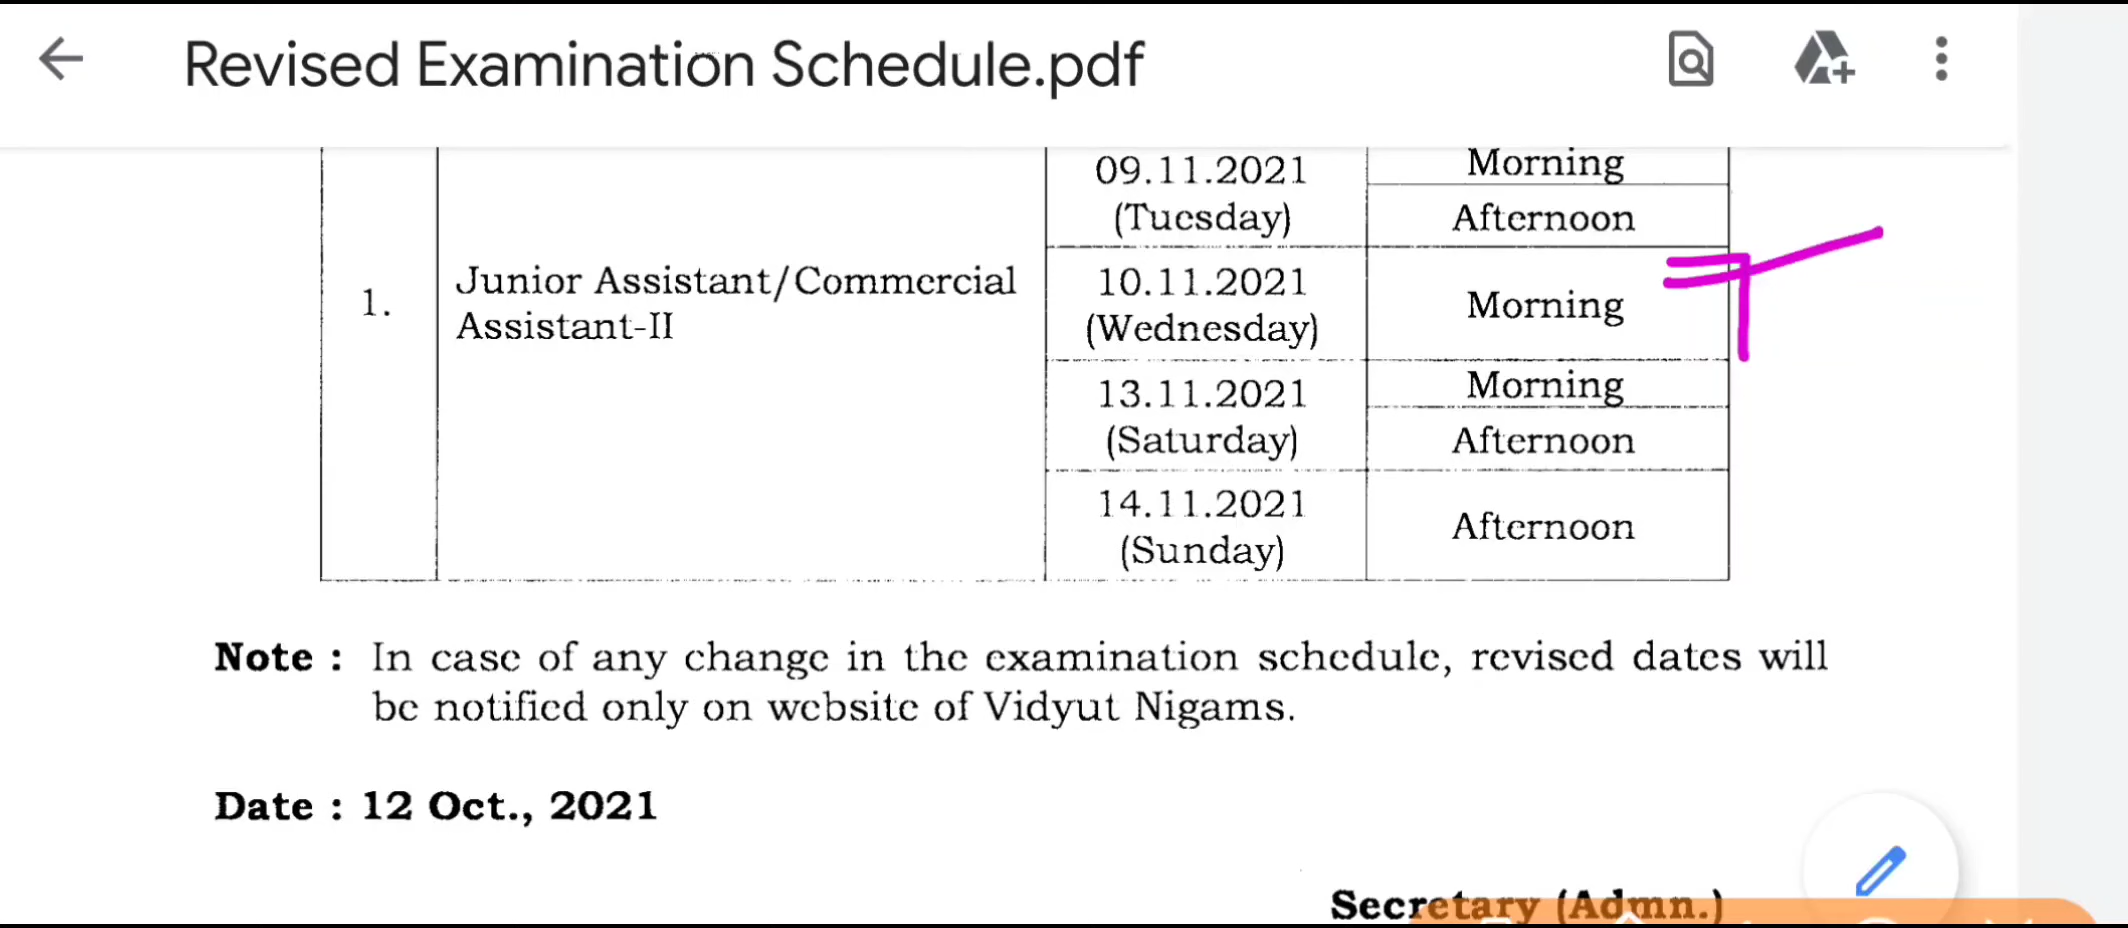 Revised Examination Schedule.pdf
09.11.2021 Morning
(Tuesday) Afternoon
1. Junior Assistant/Commercial 10.11.2021 Morning
Assistant-II (Wednesday)
13.11.2021 Morning
(Saturday) Afternoon
14.11.2021 Afternoon
(Sunday)
Note : In case of any change in the examination schedule, revised dates will
be notified only on website of Vidyut Nigams.
Date : 12 Oct., 2021
Secretary (Admn.)